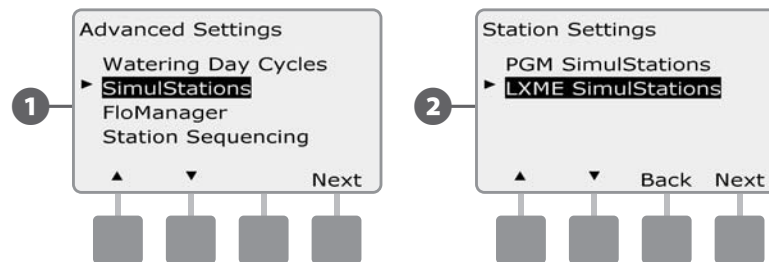 Advanced Settings
Watering Day Cycles
► SimulStations
FloManager
Station Sequencing
▲ ▼ Next
1
Station Settings
PGM SimulStations
► LXME SimulStations
▲ ▼ Back Next
2